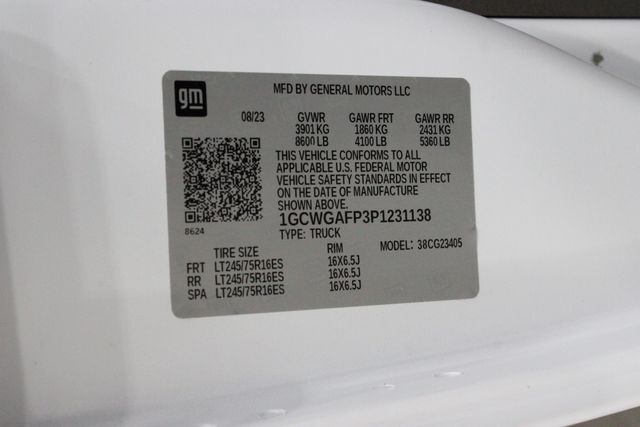 gm
MFD BY GENERAL MOTORS LLC
08/23 GVWR GAWR FRT GAWR RR
3901 KG 1860 KG 2431 KG
8600 LB 4100 LB 5360 LB
THIS VEHICLE CONFORMS TO ALL
APPLICABLE U.S. FEDERAL MOTOR
VEHICLE SAFETY STANDARDS IN EFFECT
ON THE DATE OF MANUFACTURE
SHOWN ABOVE.
1GCWGAFP3P1231138
8624 TYPE: TRUCK MODEL: 38CG23405
TIRE SIZE RIM
FRT LT245/75R16ES 16X6.5J
RR LT245/75R16ES 16X6.5J
SPA LT245/75R16ES 16X6.5J